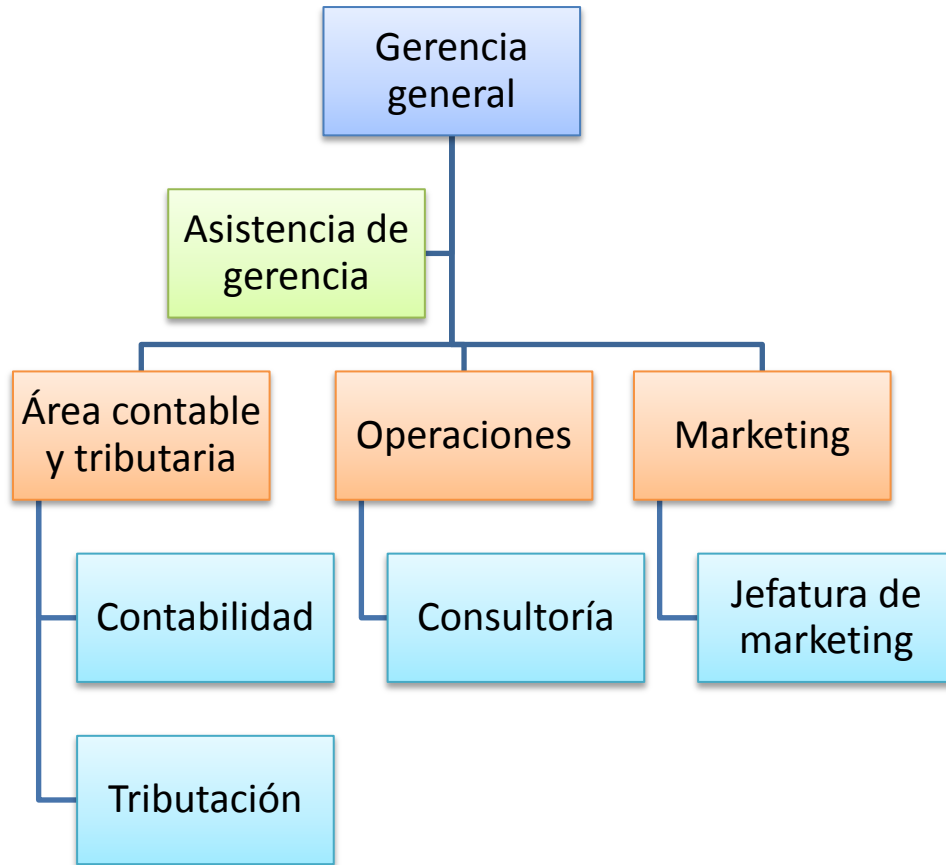 Gerencia
general
Asistencia de
gerencia
Área contable
y tributaria
Operaciones
Marketing
Contabilidad
Consultoría
Jefatura de
marketing
Tributación